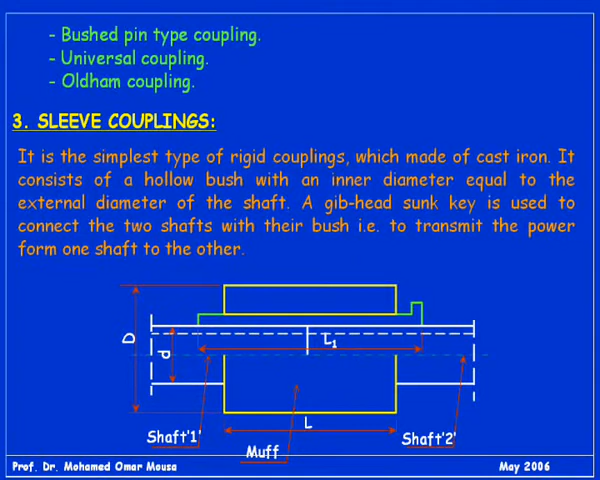 - Bushed pin type coupling.
- Universal coupling.
- Oldham coupling.
3. SLEEVE COUPLINGS:
It is the simplest type of rigid couplings, which made of cast iron. It
consists of a hollow bush with an inner diameter equal to the
external diameter of the shaft. A gib-head sunk key is used to
connect the two shafts with their bush i.e. to transmit the power
form one shaft to the other.
D
d
L1
L
Shaft'1'
Muff
Shaft'2'
Prof. Dr. Mohamed Omar Mousa
May 2006